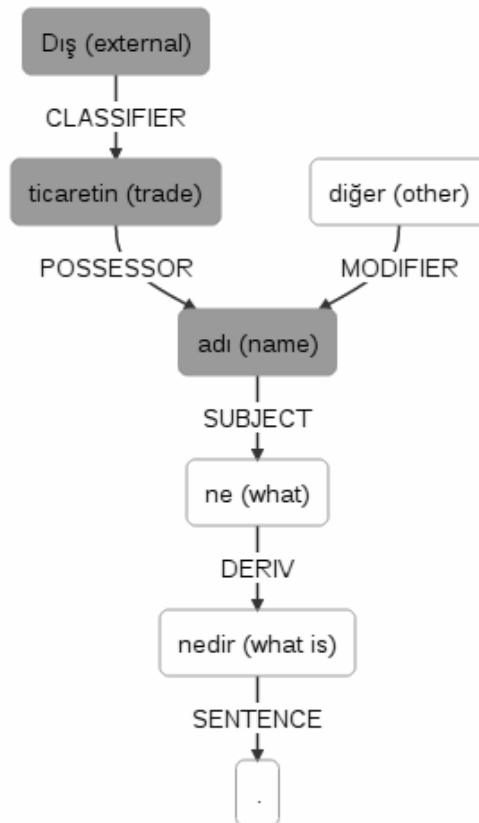 Dış (external)
CLASSIFIER
ticaretin (trade)
diğer (other)
POSSESSOR
MODIFIER
adı (name)
SUBJECT
ne (what)
DERIV
nedir (what is)
SENTENCE
.